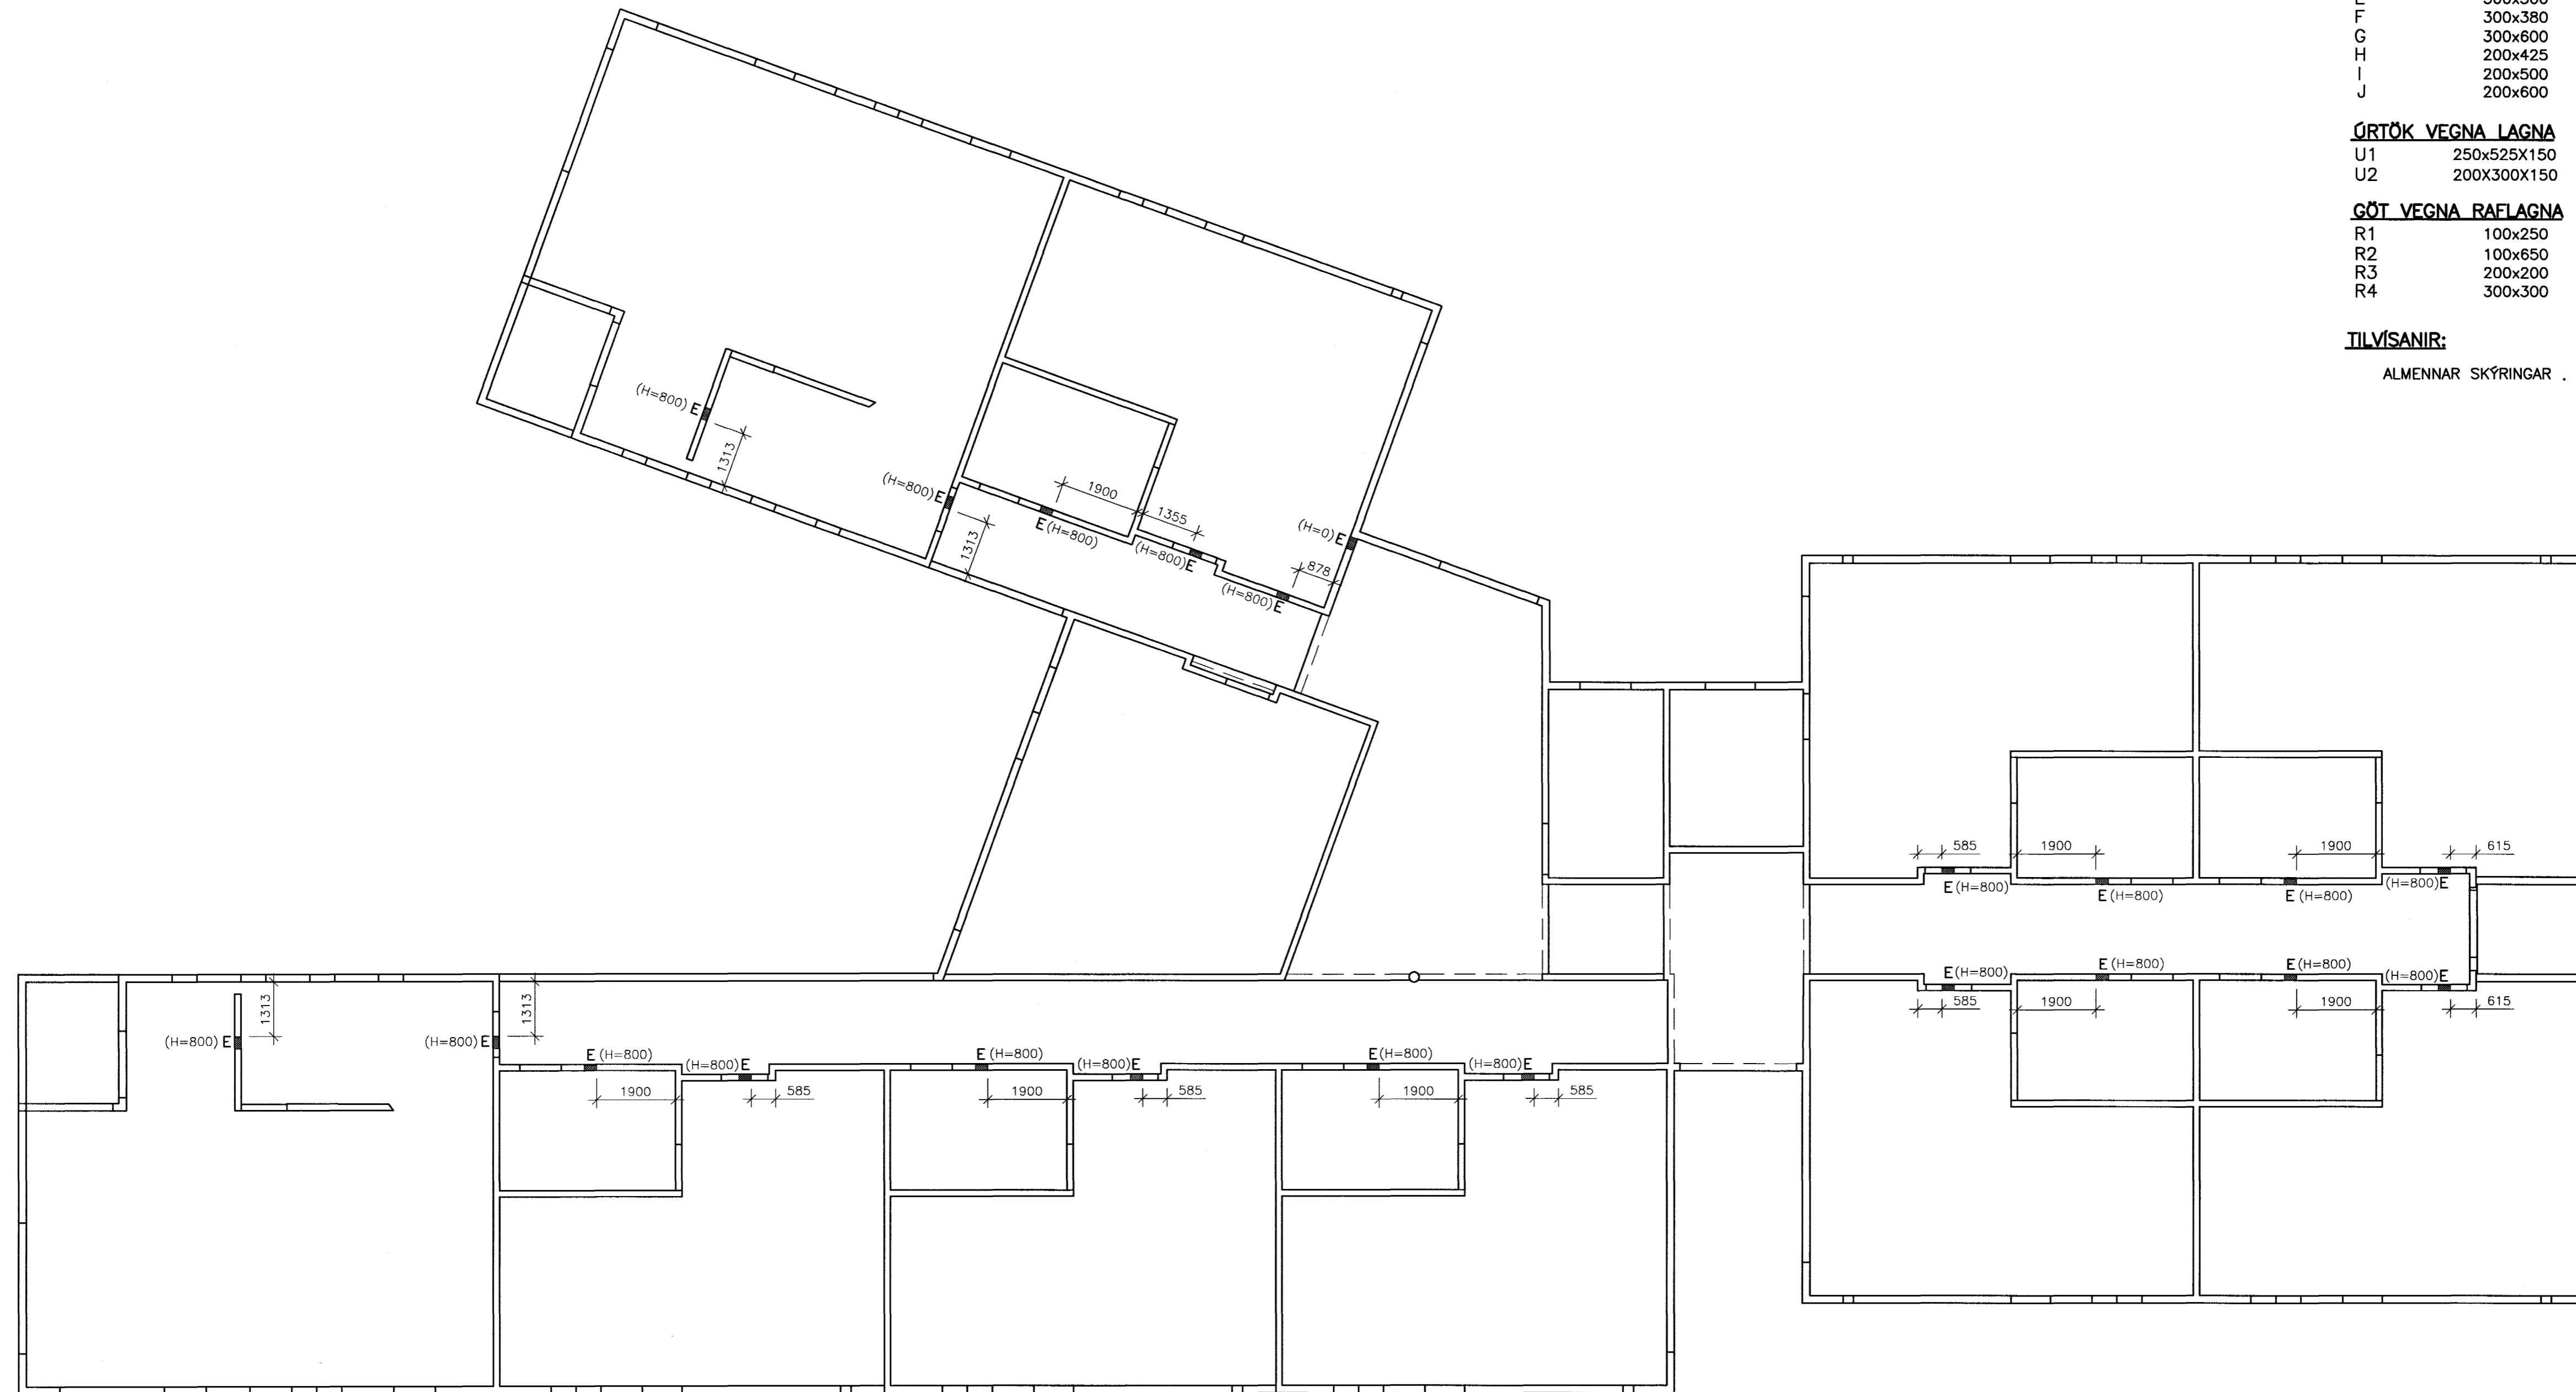 F 300x380
G 300x600
H 200x425
I 200x500
J 200x600
ÚRTÖK VEGNA LAGNA
U1 250x525X150
U2 200X300X150
GÖT VEGNA RAFLAGNA
R1 100x250
R2 100x650
R3 200x200
R4 300x300
TILVÍSANIR:
ALMENNAR SKÝRINGAR .
(H=800) E
1313
(H=800) E
1313
1900
E (H=800)
1355
(H=800) E
(H=0) E
878
(H=800) E
585 1900 1900 615
E (H=800) E (H=800) E (H=800) (H=800) E
E (H=800) E (H=800) E (H=800) (H=800) E
585 1900 1900 615
1313 1313
(H=800) E (H=800) E
E (H=800) (H=800) E E (H=800) (H=800) E E (H=800) (H=800) E
1900 585 1900 585 1900 585